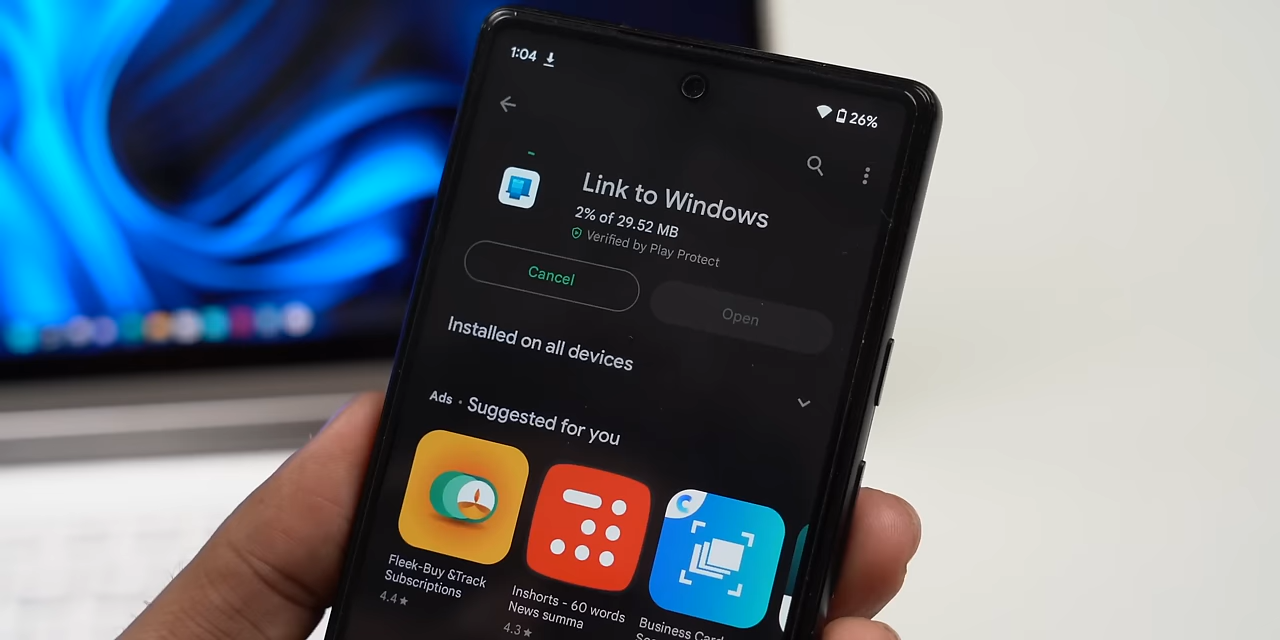 1:04
26%
Link to Windows
2% of 29.52 MB
Verified by Play Protect
Cancel
Open
Installed on all devices
Ads • Suggested for you
Fleek-Buy &Track
Subscriptions
4.4★
Inshorts - 60 words
News summa
4.3★
Business Card